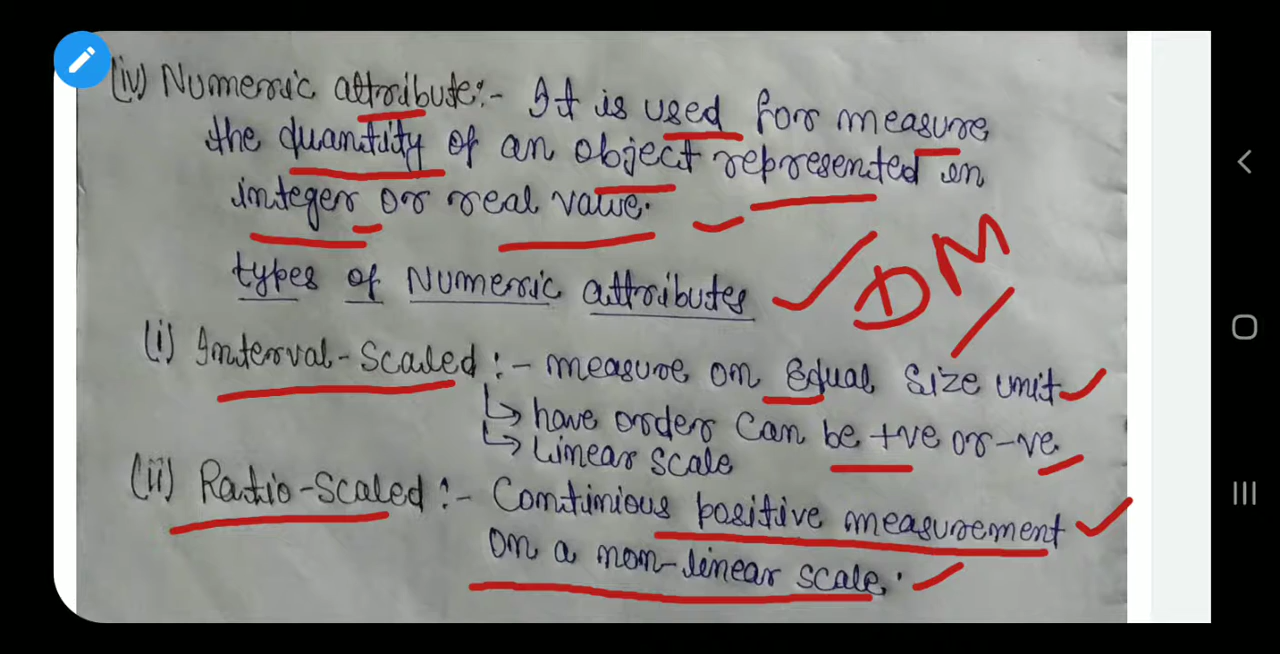 (iv) Numeric attribute:- It is used for measure
the quantity of an object represented in
integer or real value.
types of Numeric attributes
DM
(i) Interval-Scaled :- measure on Equal Size unit
↳ have order can be +ve or -ve
↳ Linear scale
(ii) Ratio-Scaled :- Continious positive measurement
on a non-linear scale.